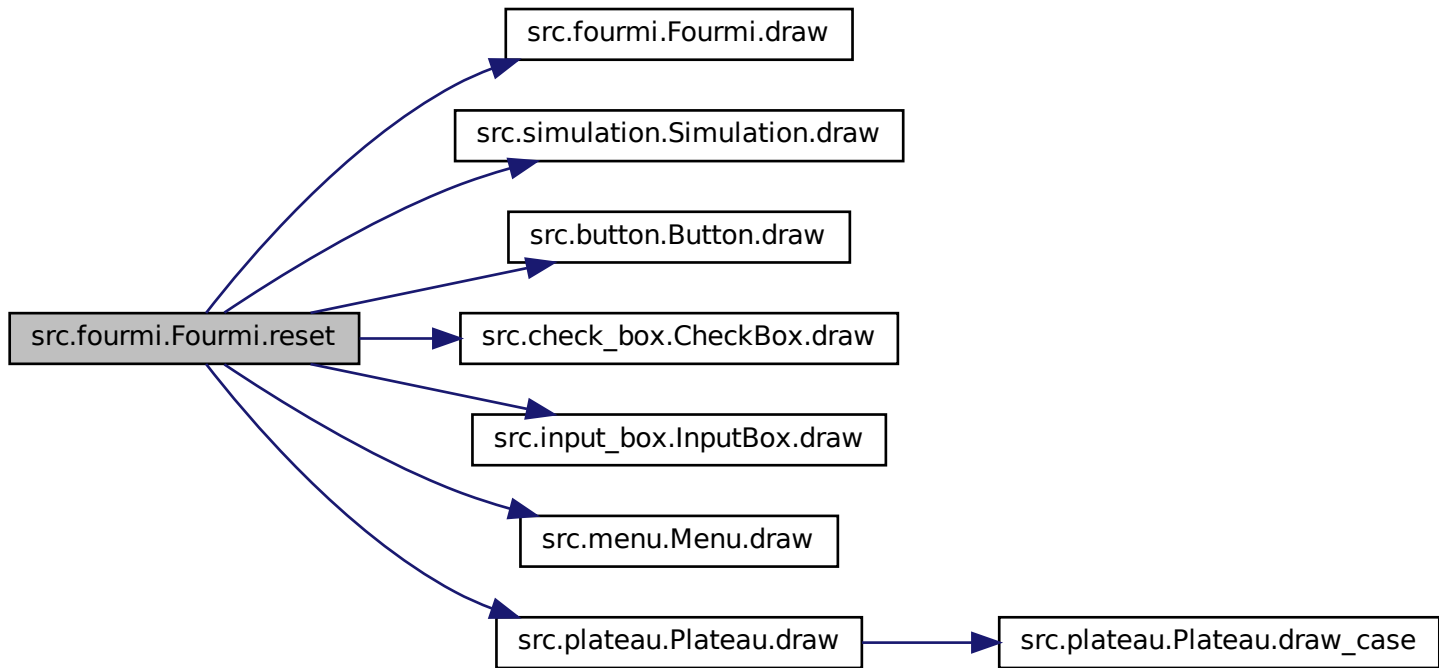 src.fourmi.Fourmi.draw
src.simulation.Simulation.draw
src.button.Button.draw
src.fourmi.Fourmi.reset
src.check_box.CheckBox.draw
src.input_box.InputBox.draw
src.menu.Menu.draw
src.plateau.Plateau.draw
src.plateau.Plateau.draw_case